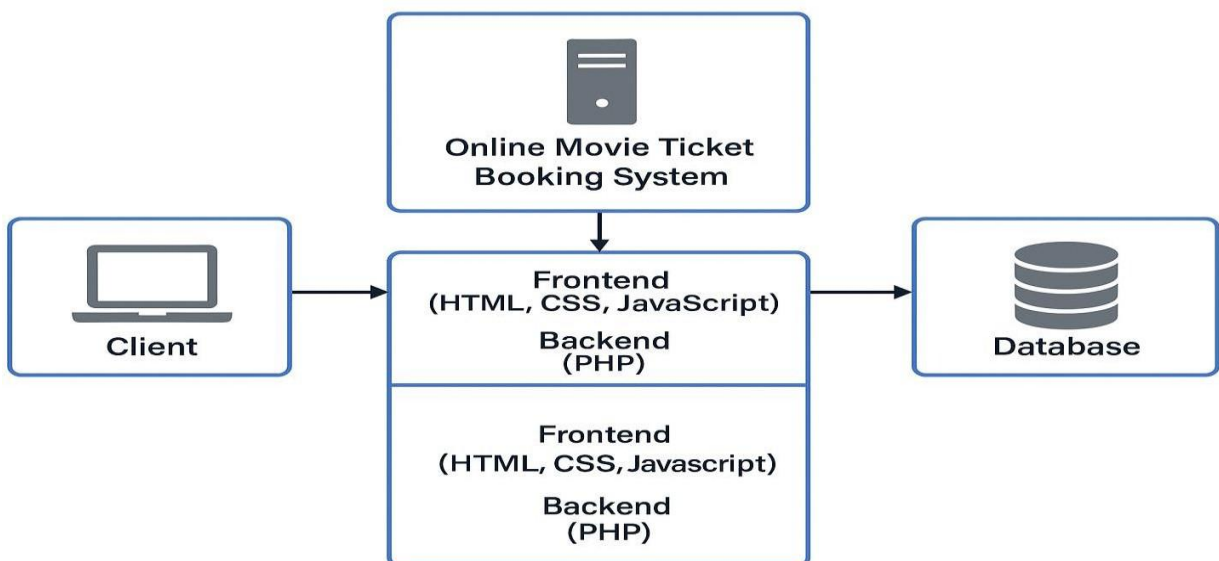 Online Movie Ticket
Booking System
Client
Frontend
(HTML, CSS, JavaScript)
Backend
(PHP)
Database
Frontend
(HTML, CSS, Javascript)
Backend
(PHP)